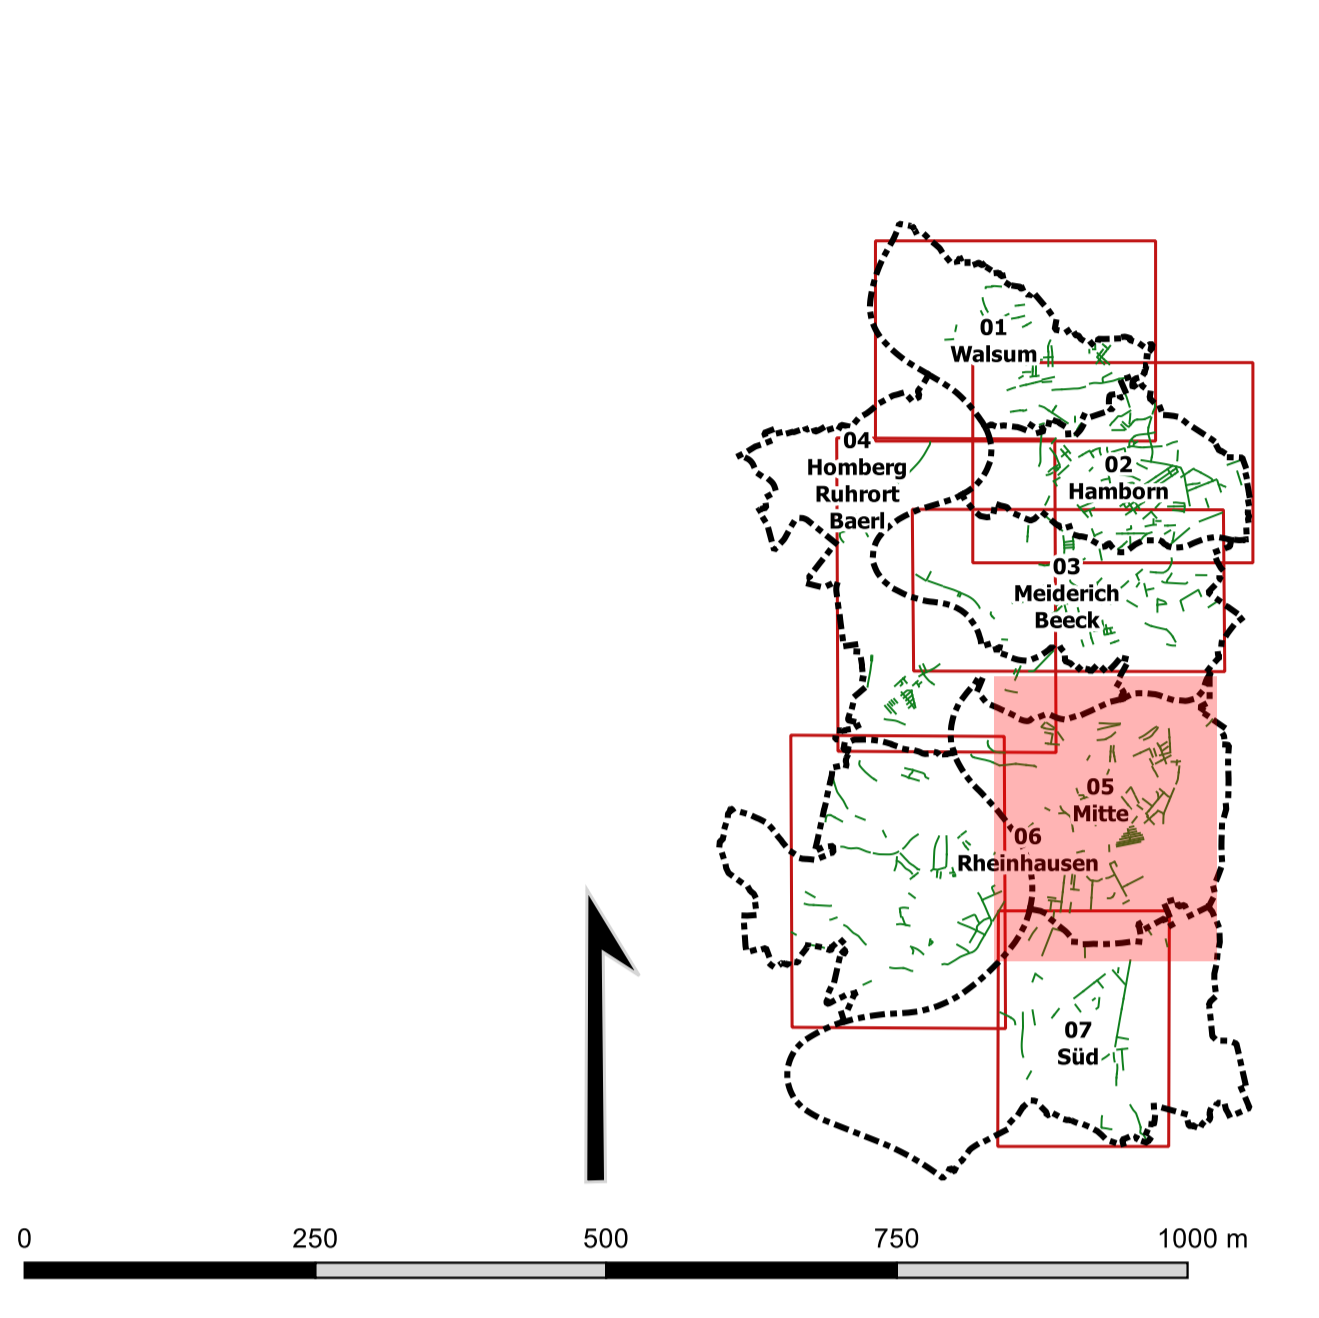 01
Walsum
04
Homberg
Ruhrort
Baerl
02
Hamborn
03
Meiderich
Beeck
05
Mitte
06
Rheinhausen
07
Süd
0 250 500 750 1000 m